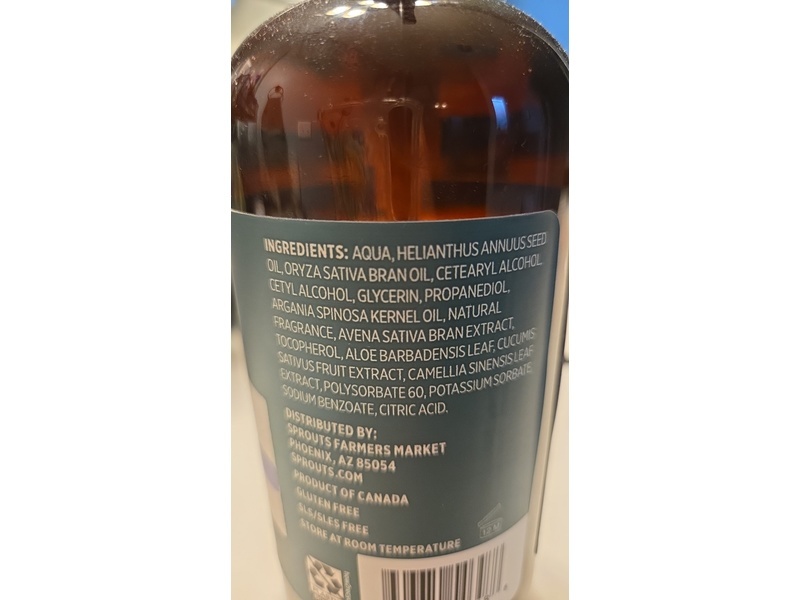 INGREDIENTS: AQUA, HELIANTHUS ANNUUS SEED
OIL, ORYZA SATIVA BRAN OIL, CETEARYL ALCOHOL,
CETYL ALCOHOL, GLYCERIN, PROPANEDIOL,
ARGANIA SPINOSA KERNEL OIL, NATURAL
FRAGRANCE, AVENA SATIVA BRAN EXTRACT,
TOCOPHEROL, ALOE BARBADENSIS LEAF, CUCUMIS
SATIVUS FRUIT EXTRACT, CAMELLIA SINENSIS LEAF
EXTRACT, POLYSORBATE 60, POTASSIUM SORBATE,
SODIUM BENZOATE, CITRIC ACID.
DISTRIBUTED BY:
SPROUTS FARMERS MARKET
PHOENIX, AZ 85054
SPROUTS.COM
PRODUCT OF CANADA
GLUTEN FREE
SLS/SLES FREE
STORE AT ROOM TEMPERATURE